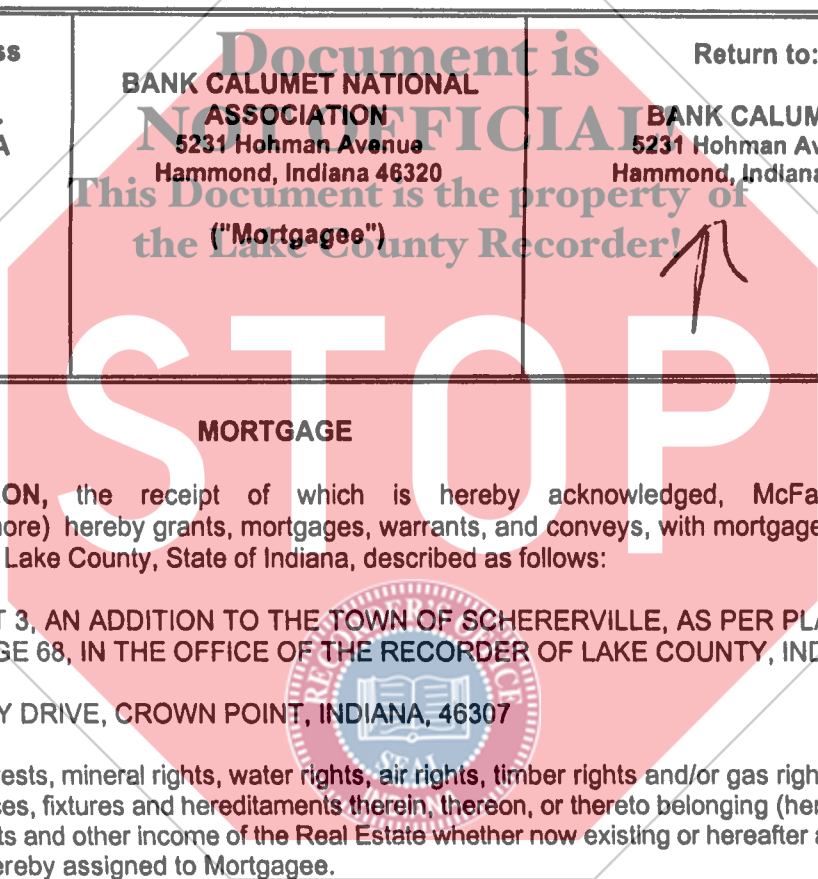 Document is
NOT OFFICIAL
This Document is the property of
the Lake County Recorder!
STOP
BANK CALUMET NATIONAL
ASSOCIATION
5231 Hohman Avenue
Hammond, Indiana 46320
("Mortgagee")
Return to:
BANK CALUM
5231 Hohman Av
Hammond, Indiana
MORTGAGE
ON, the receipt of which is hereby acknowledged, McFa
nore) hereby grants, mortgages, warrants, and conveys, with mortgage
Lake County, State of Indiana, described as follows:
T 3, AN ADDITION TO THE TOWN OF SCHERERVILLE, AS PER PLA
GE 68, IN THE OFFICE OF THE RECORDER OF LAKE COUNTY, IND
Y DRIVE, CROWN POINT, INDIANA, 46307
RECORDER'S OFFICE
SEAL
rests, mineral rights, water rights, air rights, timber rights and/or gas righ
ses, fixtures and hereditaments therein, thereon, or thereto belonging (her
ts and other income of the Real Estate whether now existing or hereafter a
ereby assigned to Mortgagee.